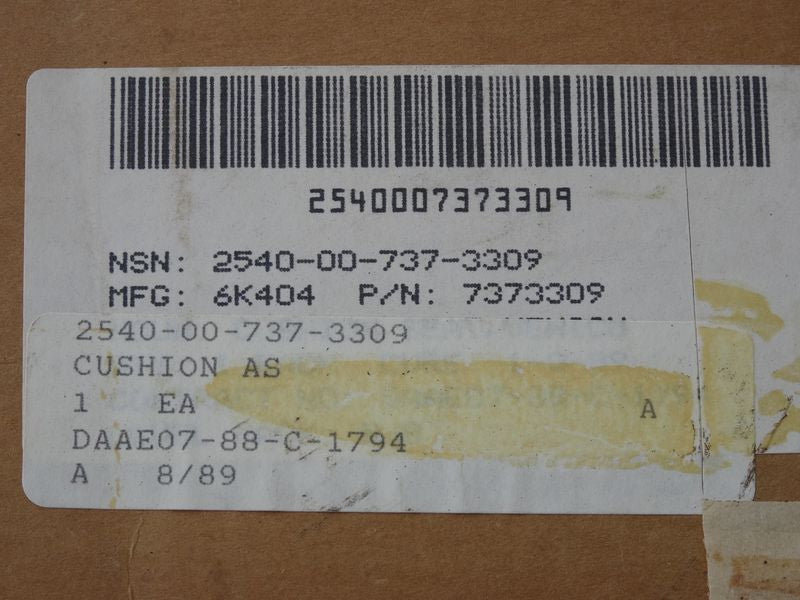 2540007373309
NSN: 2540-00-737-3309
MFG: 6K404 P/N: 7373309
2540-00-737-3309
CUSHION AS
1 EA A
DAAE07-88-C-1794
A 8/89